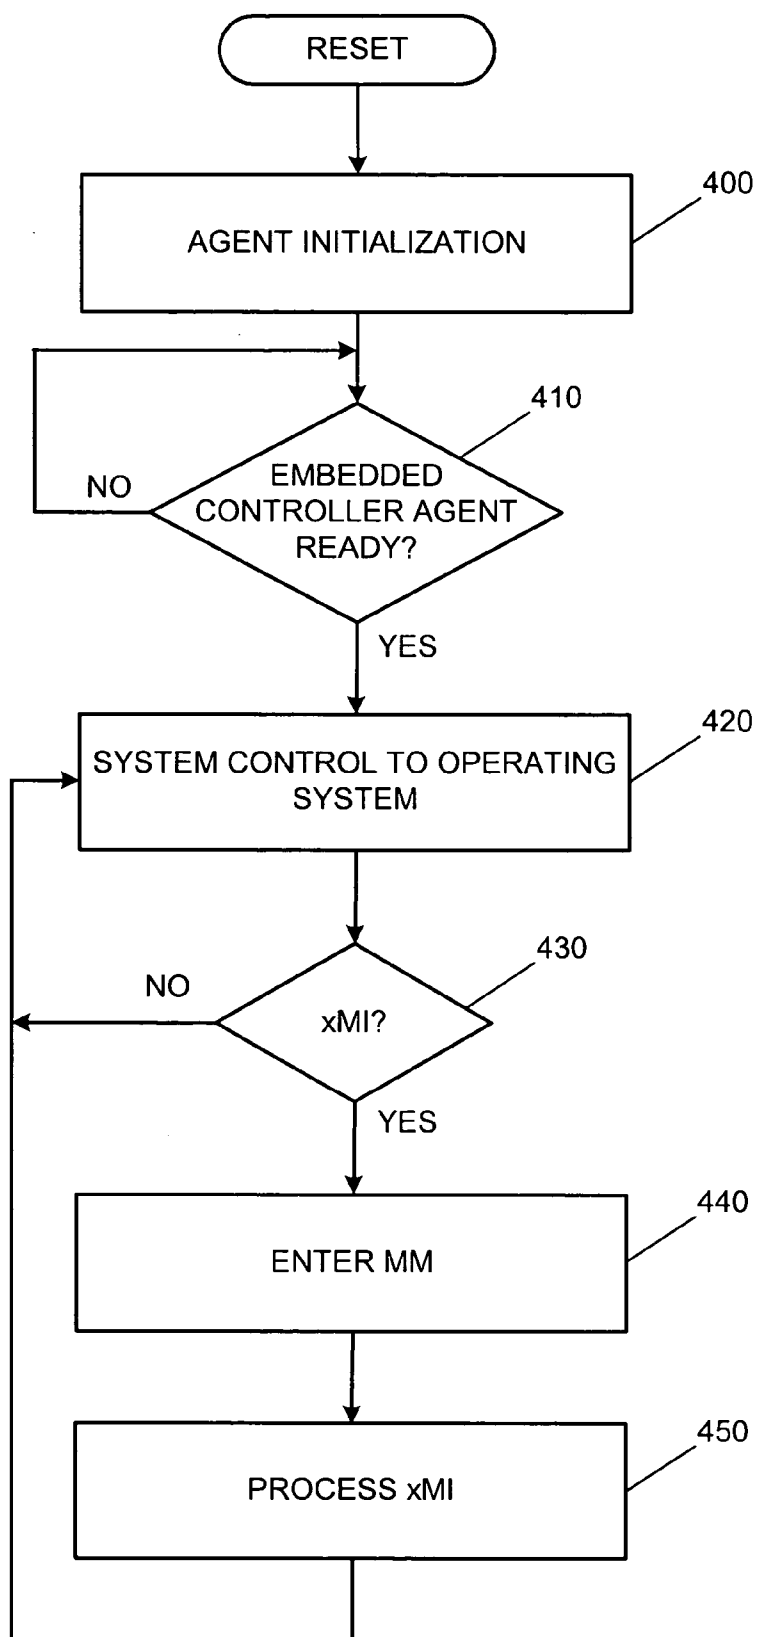 RESET
400
AGENT INITIALIZATION
410
EMBEDDED
CONTROLLER AGENT
READY?
NO
YES
420
SYSTEM CONTROL TO OPERATING
SYSTEM
430
NO
xMI?
YES
440
ENTER MM
450
PROCESS xMI